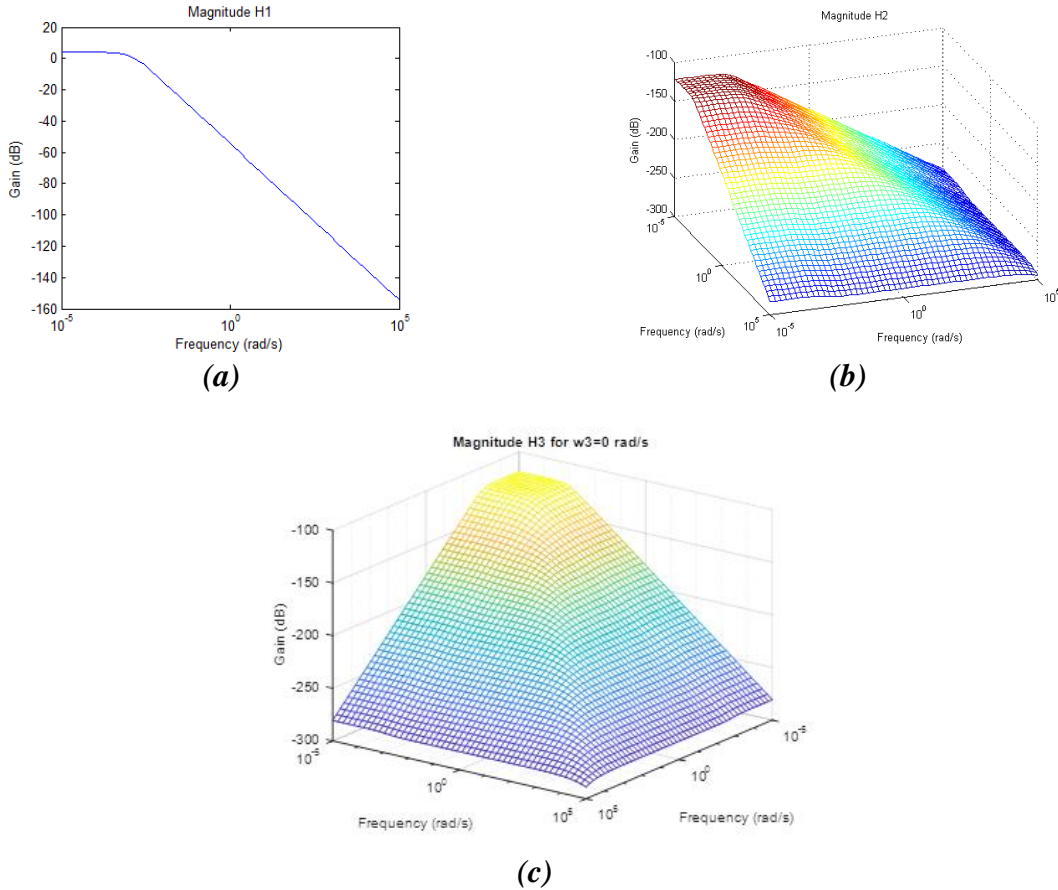 Magnitude H1
20
0
-20
-40
-60
-80
-100
-120
-140
-160
Gain (dB)
10^-5
10^0
10^5
Frequency (rad/s)
(a)
Magnitude H2
-100
-150
-200
-250
-300
Gain (dB)
10^-5
10^0
10^5
Frequency (rad/s)
10^-5
10^0
10^5
Frequency (rad/s)
(b)
Magnitude H3 for w3=0 rad/s
-100
-150
-200
-250
-300
Gain (dB)
10^-5
10^0
10^5
Frequency (rad/s)
10^-5
10^0
10^5
Frequency (rad/s)
(c)